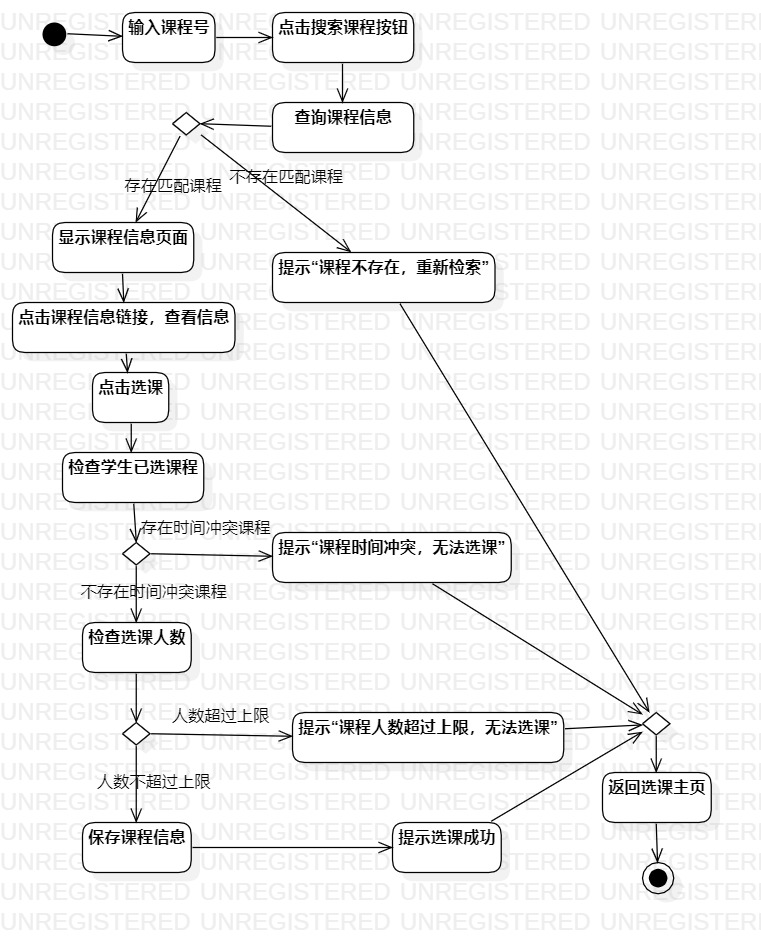 输入课程号
点击搜索课程按钮
查询课程信息
存在匹配课程
不存在匹配课程
显示课程信息页面
提示“课程不存在，重新检索”
点击课程信息链接，查看信息
点击选课
检查学生已选课程
存在时间冲突课程
提示“课程时间冲突，无法选课”
不存在时间冲突课程
检查选课人数
人数超过上限
提示“课程人数超过上限，无法选课”
人数不超过上限
返回选课主页
保存课程信息
提示选课成功
UNREGISTERED